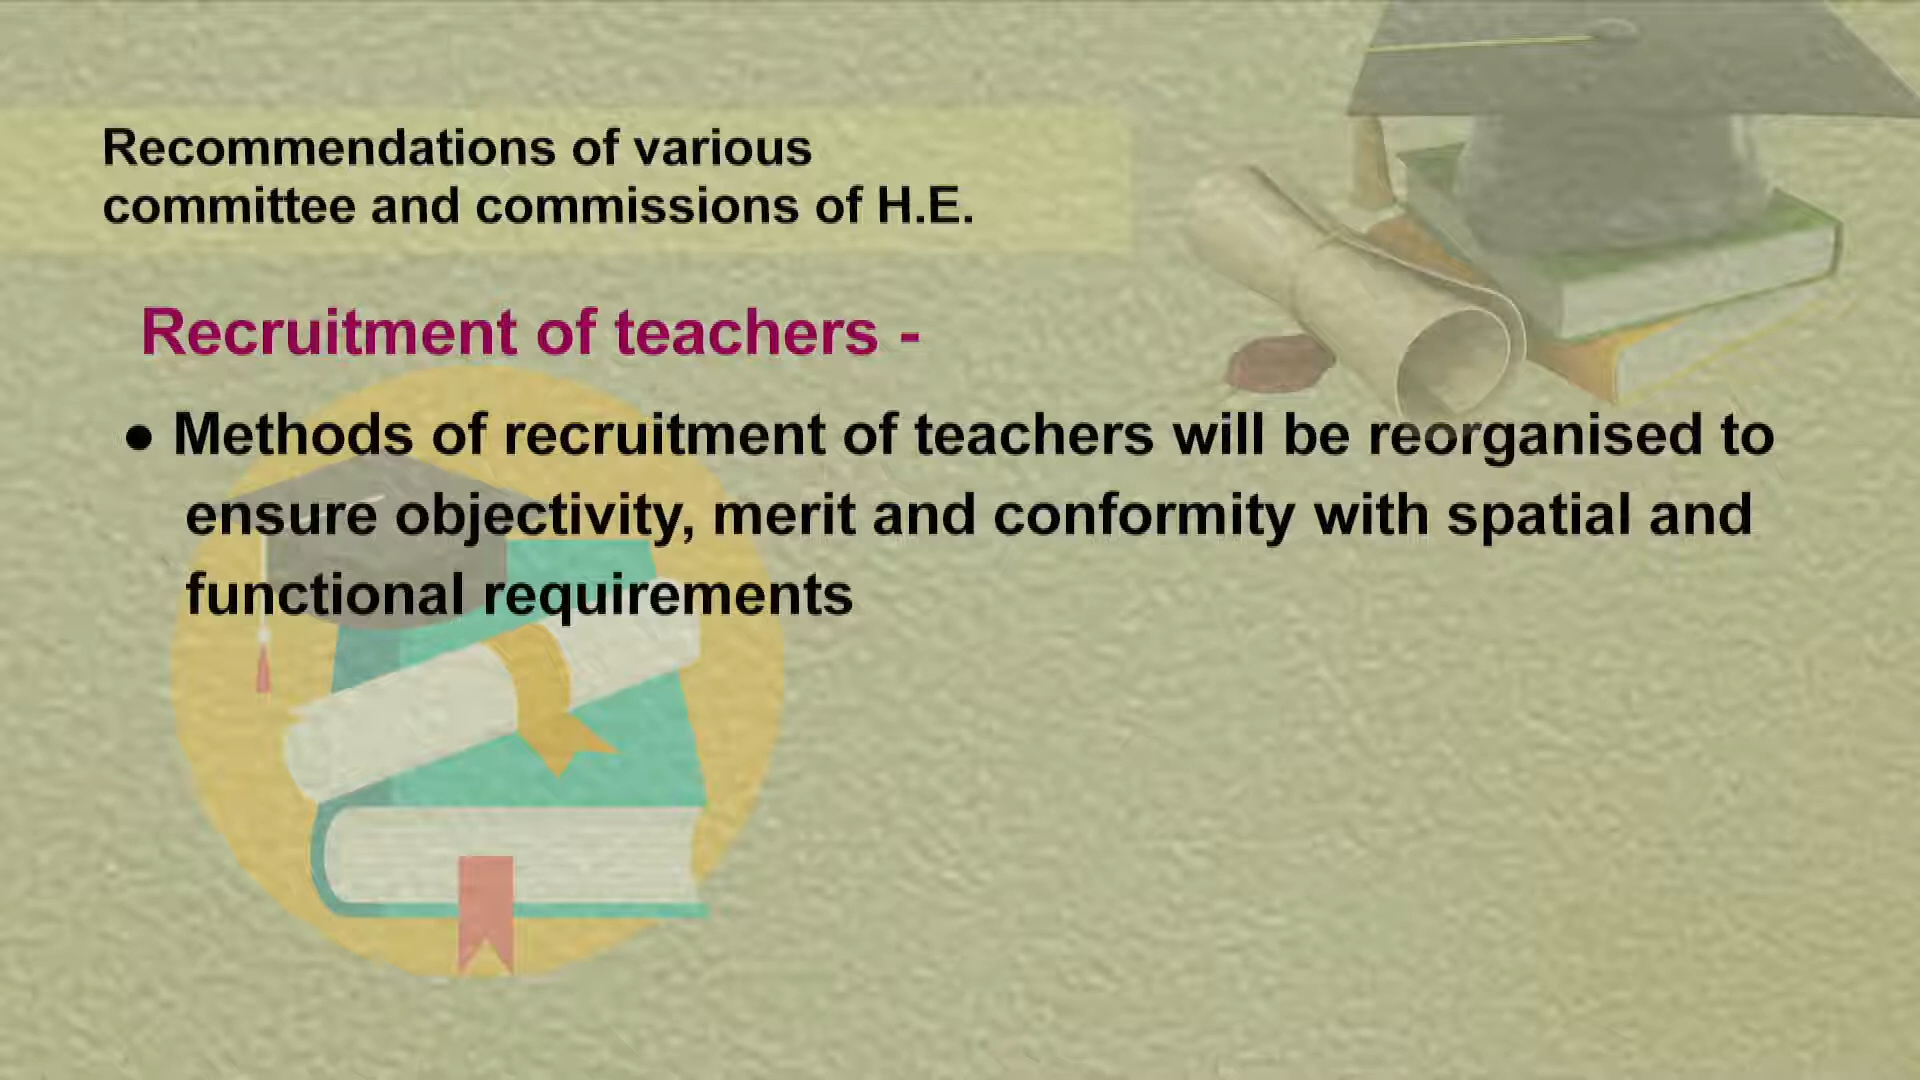 Recommendations of various
committee and commissions of H.E.
Recruitment of teachers -
● Methods of recruitment of teachers will be reorganised to
ensure objectivity, merit and conformity with spatial and
functional requirements